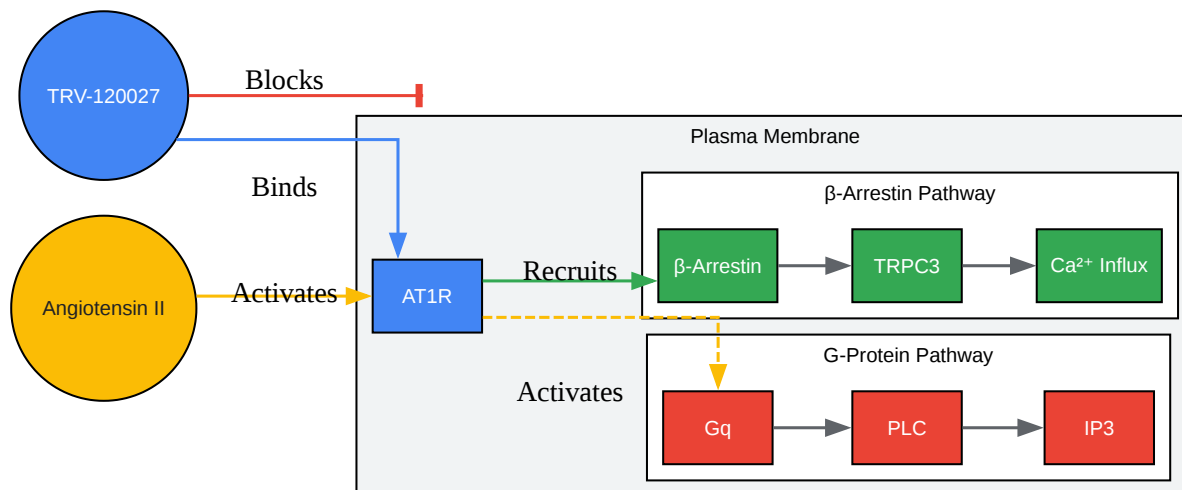 Blocks
TRV-120027
Plasma Membrane
Binds
β-Arrestin Pathway
β-Arrestin
TRPC3
Ca²⁺ Influx
Recruits
AT1R
Activates
Angiotensin II
G-Protein Pathway
Activates
Gq
PLC
IP3